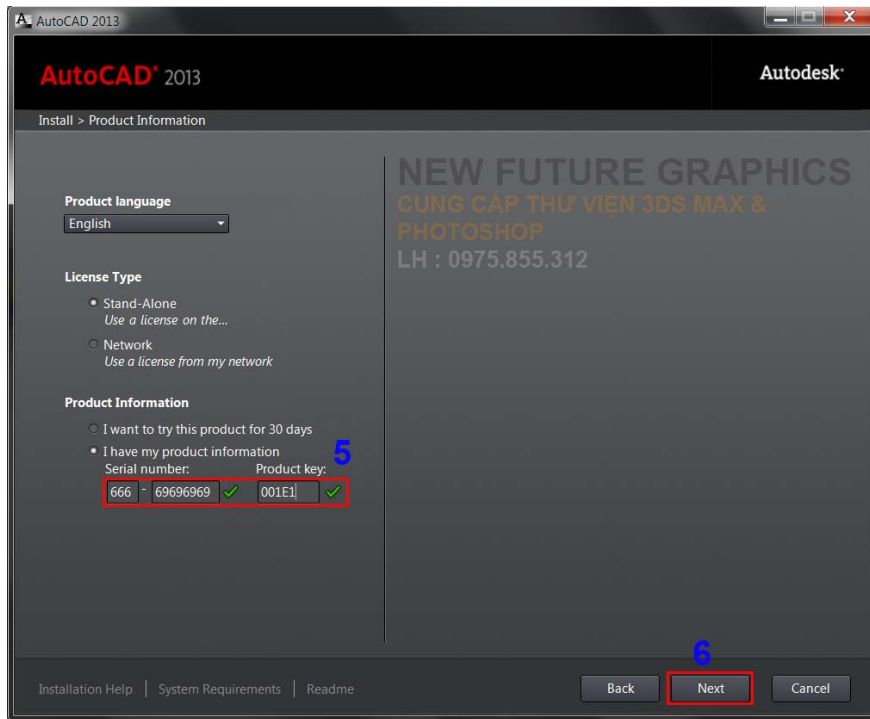 AutoCAD 2013
AutoCAD® 2013
Autodesk®
Install > Product Information
NEW FUTURE GRAPHICS
CUNG CẤP THƯ VIỆN 3DS MAX &
PHOTOSHOP
LH : 0975.855.312
Product language
English
License Type
Stand-Alone
Use a license on the...
Network
Use a license from my network
Product Information
I want to try this product for 30 days
I have my product information
5
Serial number: Product key:
666 - 69696969 001E1
6
Installation Help | System Requirements | Readme
Back Next Cancel